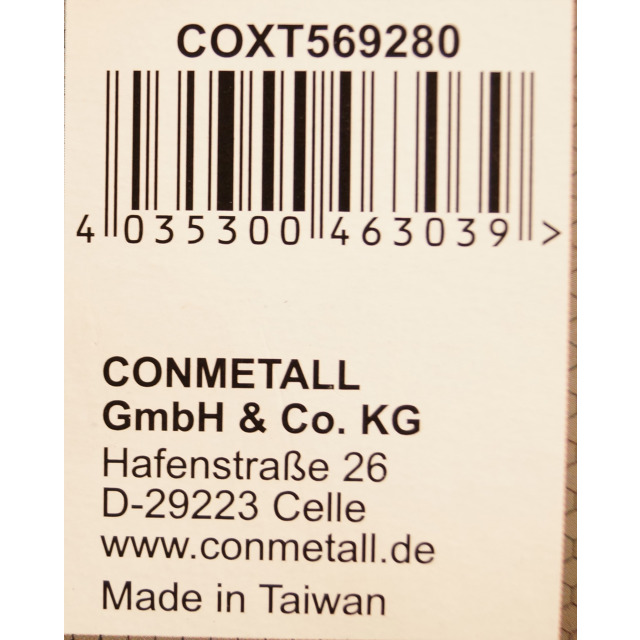 COXT569280
4 035300 463039 >
CONMETALL
GmbH & Co. KG
Hafenstraße 26
D-29223 Celle
www.conmetall.de
Made in Taiwan